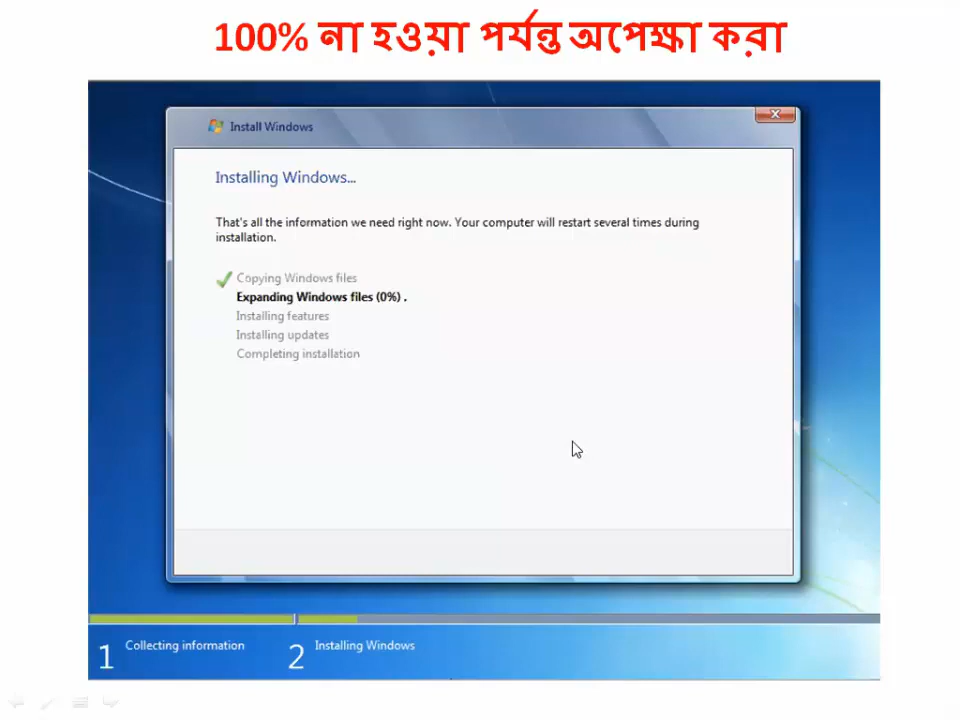 100% না হওয়া পর্যন্ত অপেক্ষা করা
Install Windows
Installing Windows...
That's all the information we need right now. Your computer will restart several times during
installation.
Copying Windows files
Expanding Windows files (0%) .
Installing features
Installing updates
Completing installation
1 Collecting information
2 Installing Windows